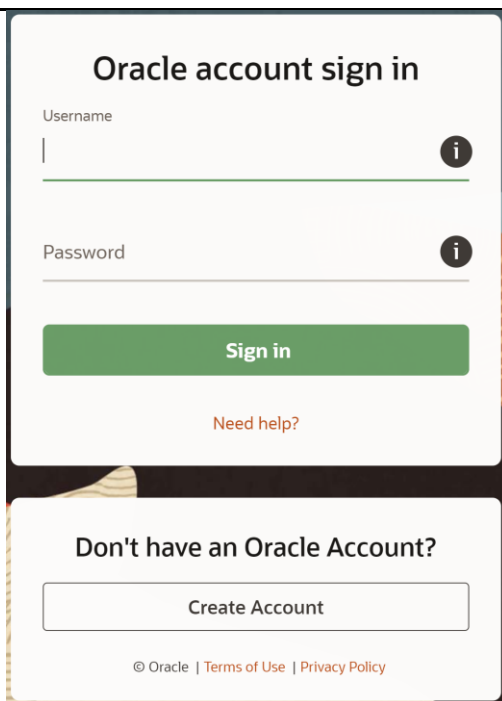 Oracle account sign in
Username
i
Password
i
Sign in
Need help?
Don't have an Oracle Account?
Create Account
© Oracle | Terms of Use | Privacy Policy